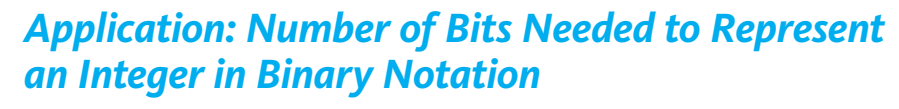 Application: Number of Bits Needed to Represent
an Integer in Binary Notation